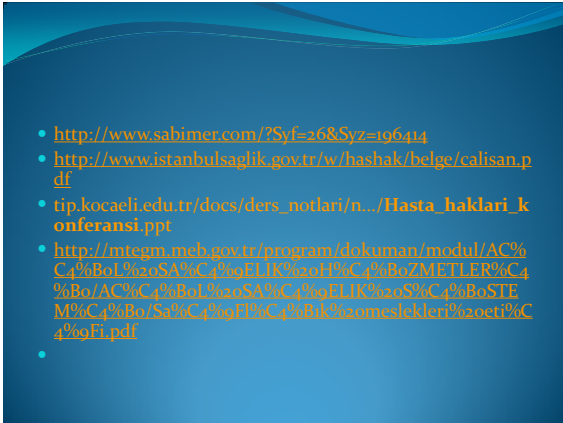 http://www.sabimer.com/?Syf=26&Syz=196414
http://www.istanbulsaglik.gov.tr/w/hashak/belge/calisan.p
df
tip.kocaeli.edu.tr/docs/ders_notlari/n.../Hasta_haklari_k
onferansi.ppt
http://mtegm.meb.gov.tr/program/dokuman/modul/AC%
C4%B0L%20SA%C4%9ELIK%20H%C4%B0ZMETLER%C4
%B0/AC%C4%B0L%20SA%C4%9ELIK%20S%C4%B0STE
M%C4%B0/Sa%C4%9Fl%C4%B1k%20meslekleri%20eti%C
4%9Fi.pdf